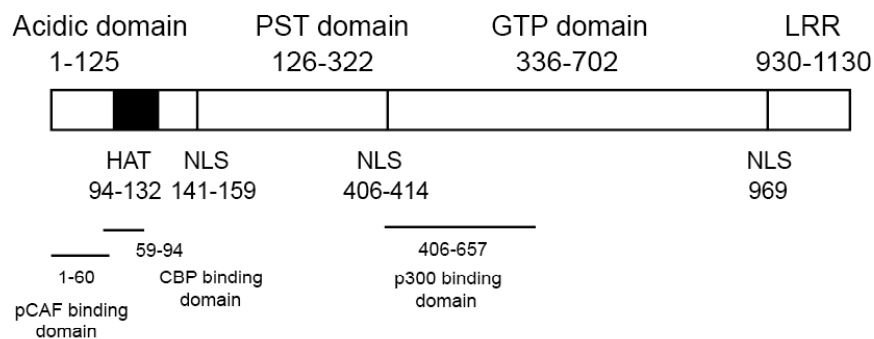 Acidic domain PST domain GTP domain LRR
1-125 126-322 336-702 930-1130
HAT NLS NLS NLS
94-132 141-159 406-414 969
59-94 406-657
1-60 CBP binding p300 binding
domain domain
pCAF binding
domain